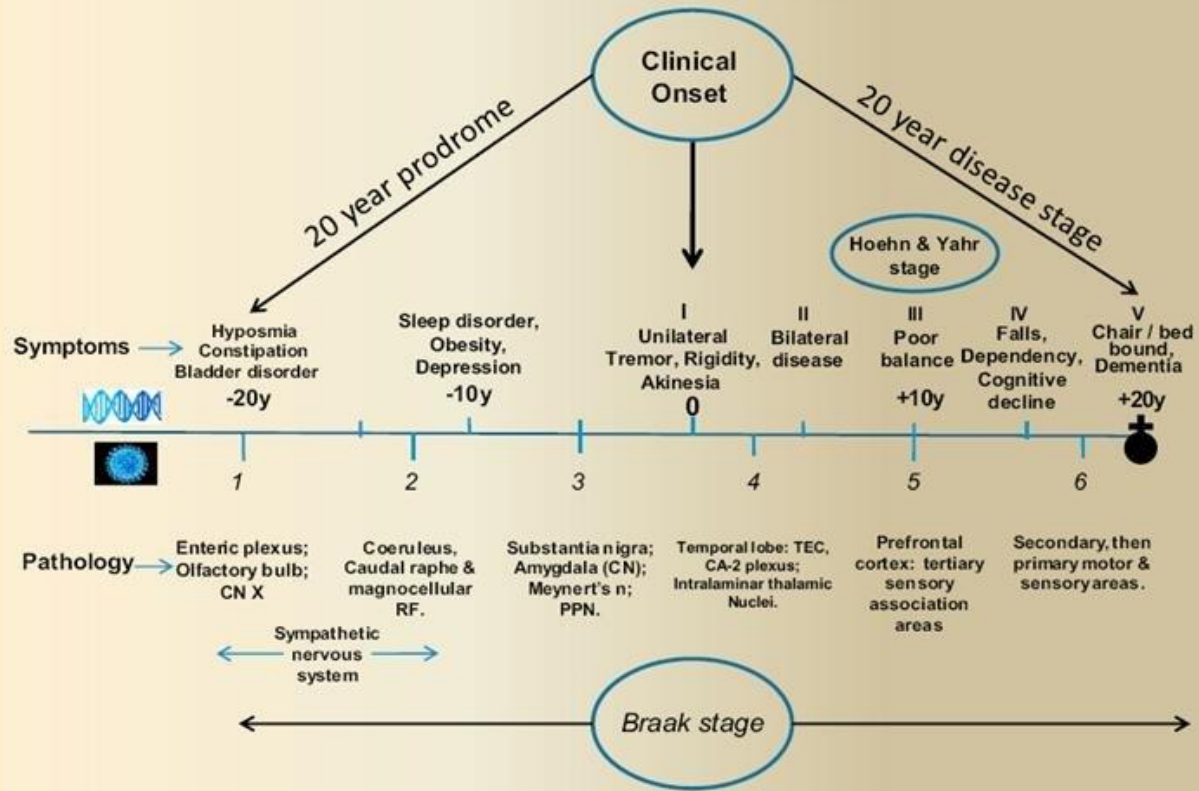 Clinical
Onset
20 year prodrome
20 year disease stage
Hoehn & Yahr
stage
Symptoms
Hyposmia
Constipation
Bladder disorder
-20y
Sleep disorder,
Obesity,
Depression
-10y
I
Unilateral
Tremor, Rigidity,
Akinesia
0
II
Bilateral
disease
III
Poor
balance
+10y
IV
Falls,
Dependency,
Cognitive
decline
V
Chair / bed
bound,
Dementia
+20y
1
2
3
4
5
6
Pathology
Enteric plexus;
Olfactory bulb;
CN X
Coeruleus,
Caudal raphe &
magnocellular
RF.
Substantia nigra;
Amygdala (CN);
Meynert's n;
PPN.
Temporal lobe: TEC,
CA-2 plexus;
Intralaminar thalamic
Nuclei.
Prefrontal
cortex: tertiary
sensory
association
areas
Secondary, then
primary motor &
sensory areas.
Sympathetic
nervous
system
Braak stage